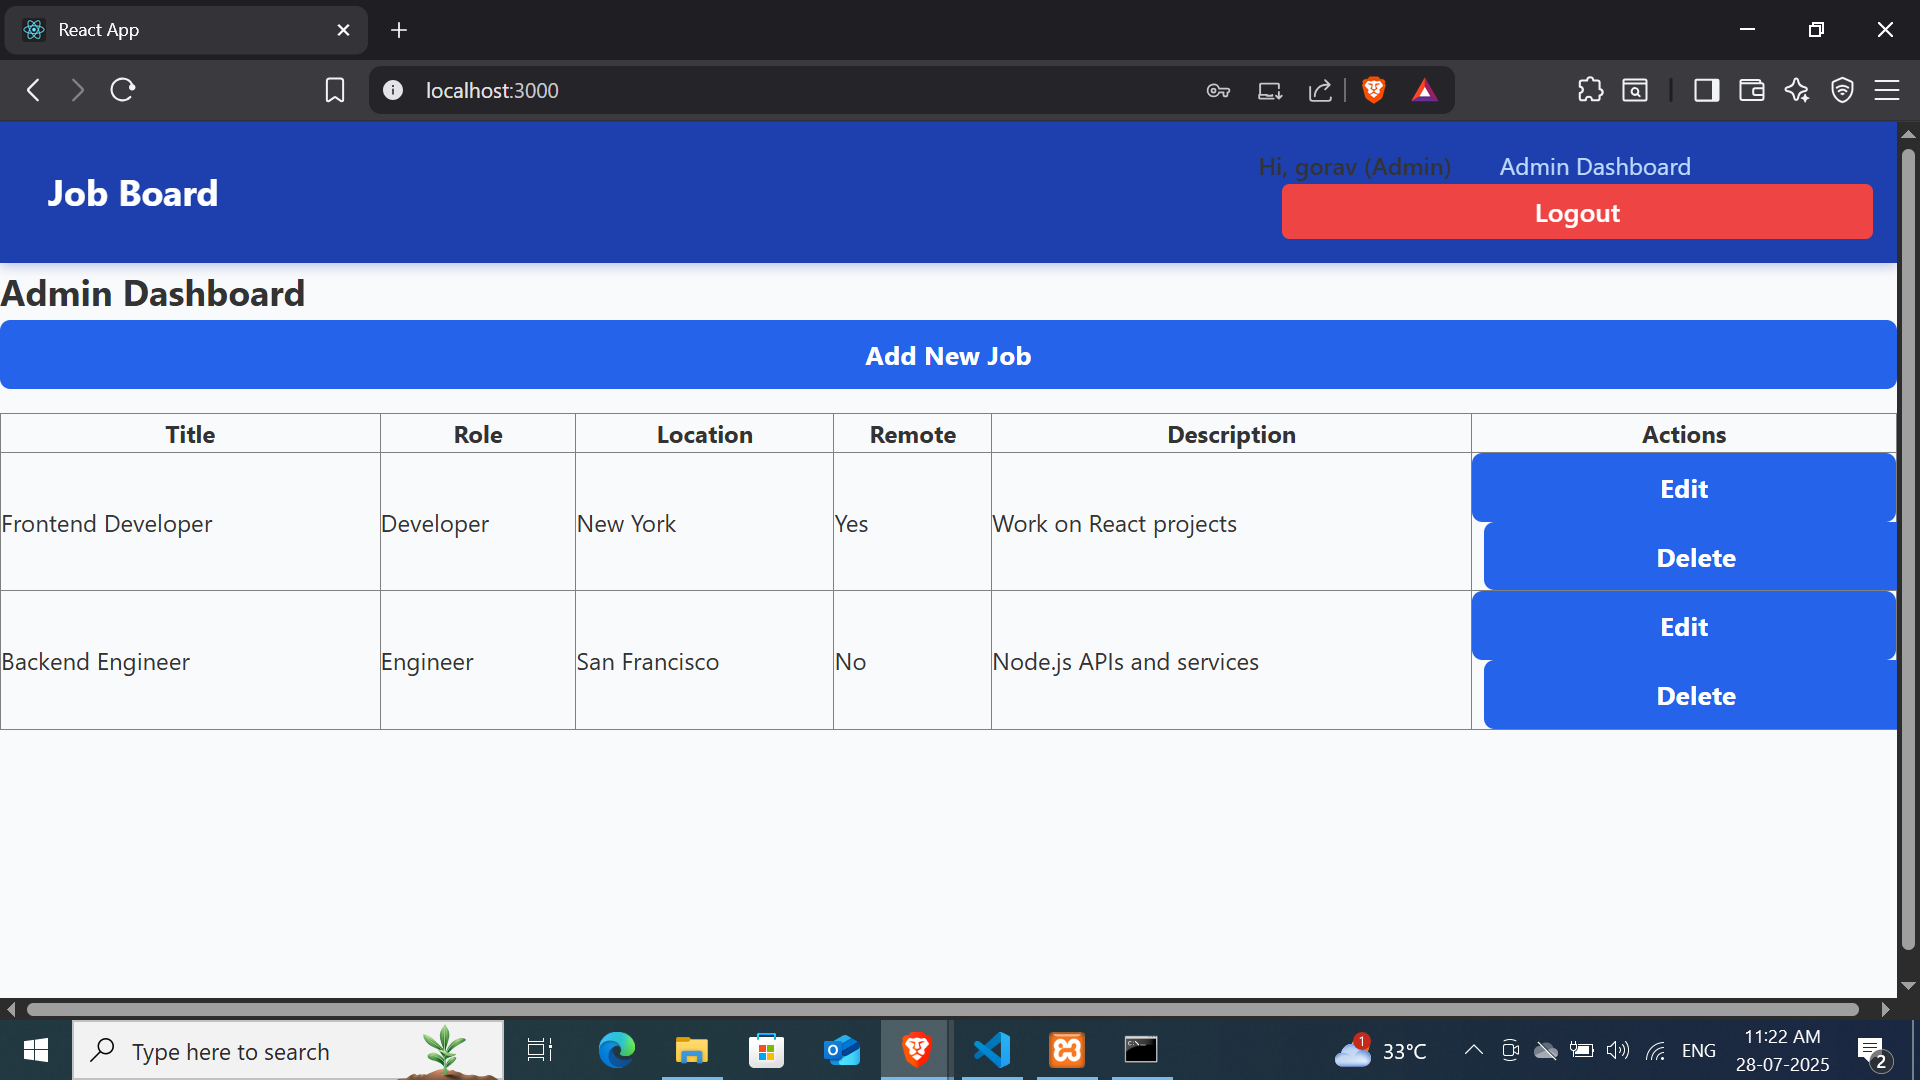 React App
localhost:3000
Job Board
Hi, gorav (Admin) Admin Dashboard
Logout
Admin Dashboard
Add New Job
Title Role Location Remote Description Actions
Frontend Developer Developer New York Yes Work on React projects Edit
Delete
Backend Engineer Engineer San Francisco No Node.js APIs and services Edit
Delete
Type here to search
1 33°C ENG 11:22 AM
28-07-2025 2